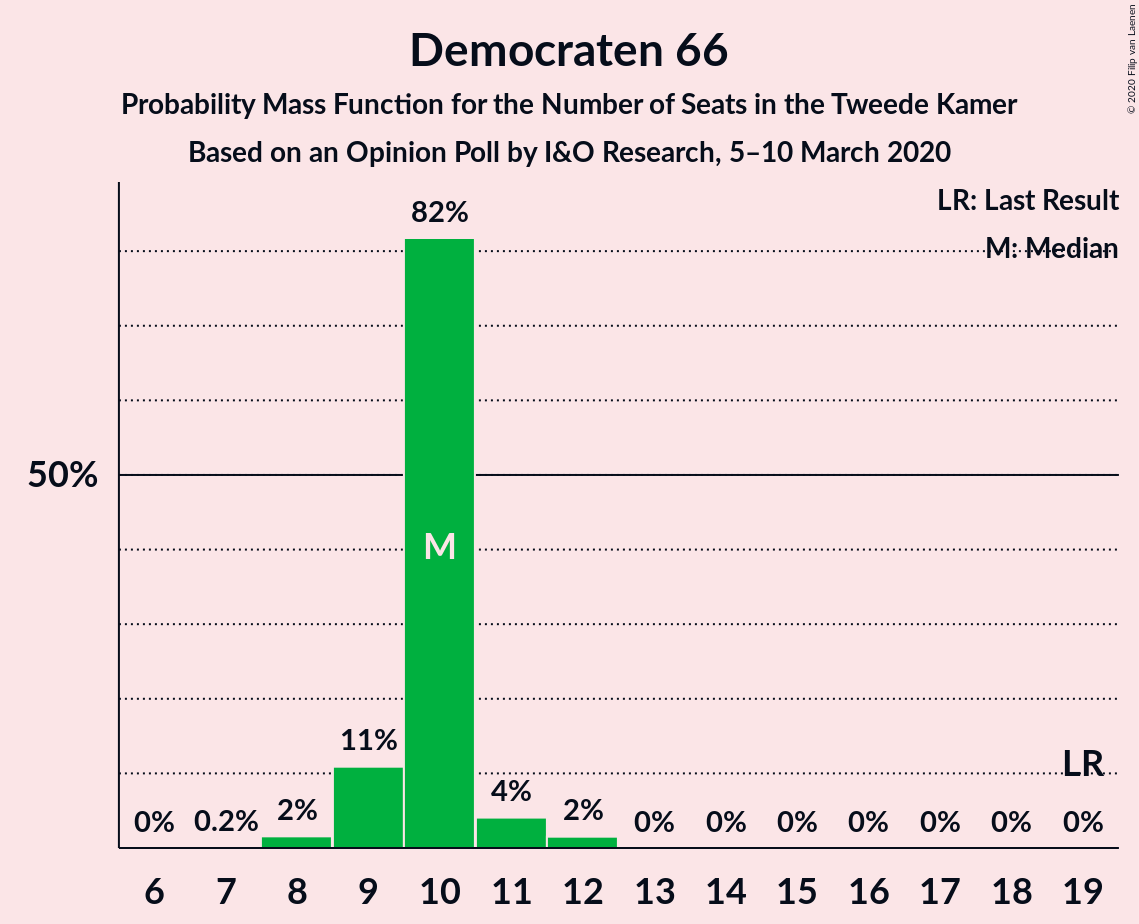 Democraten 66
Probability Mass Function for the Number of Seats in the Tweede Kamer
Based on an Opinion Poll by I&O Research, 5–10 March 2020
© 2020 Filip van Laenen
LR: Last Result
M: Median
82%
50%
M
11%
4%
2%
2%
LR
0%
0.2%
0%
0%
0%
0%
0%
0%
0%
6 7 8 9 10 11 12 13 14 15 16 17 18 19